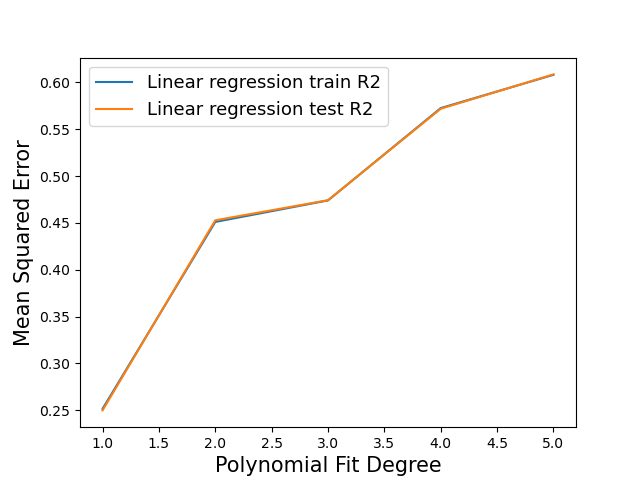 Linear regression train R2
Linear regression test R2
0.60
0.55
0.50
0.45
0.40
0.35
0.30
0.25
Mean Squared Error
1.0 1.5 2.0 2.5 3.0 3.5 4.0 4.5 5.0
Polynomial Fit Degree